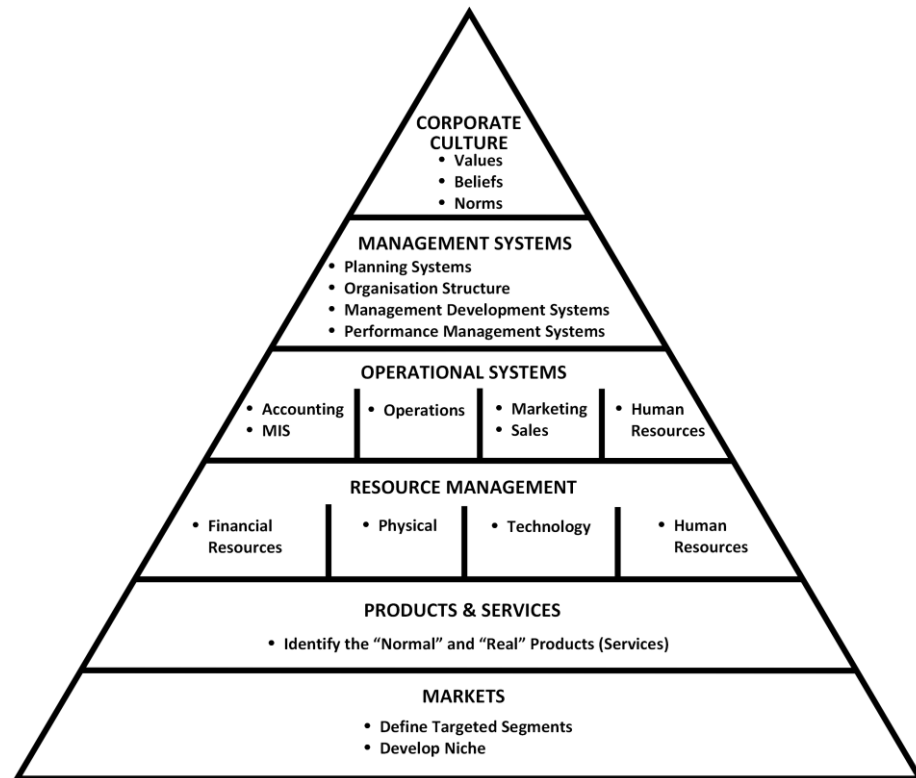 CORPORATE
CULTURE
• Values
• Beliefs
• Norms
MANAGEMENT SYSTEMS
• Planning Systems
• Organisation Structure
• Management Development Systems
• Performance Management Systems
OPERATIONAL SYSTEMS
• Accounting
• MIS
• Operations
• Marketing
• Sales
• Human
Resources
RESOURCE MANAGEMENT
• Financial
Resources
• Physical
• Technology
• Human
Resources
PRODUCTS & SERVICES
• Identify the “Normal” and “Real” Products (Services)
MARKETS
• Define Targeted Segments
• Develop Niche